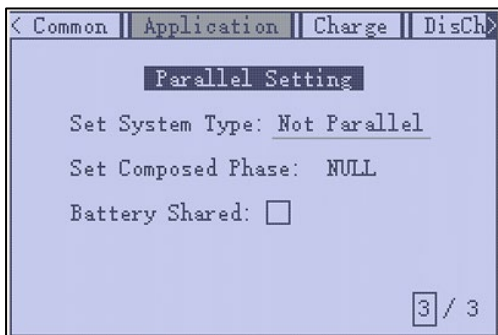 < Common Application Charge DisCh>
Parallel Setting
Set System Type: Not Parallel
Set Composed Phase: NULL
Battery Shared:
3 / 3